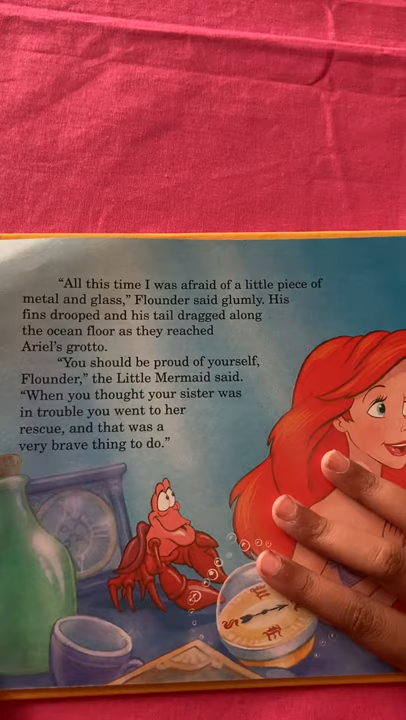 “All this time I was afraid of a little piece of
metal and glass,” Flounder said glumly. His
fins drooped and his tail dragged along
the ocean floor as they reached
Ariel’s grotto.
“You should be proud of yourself,
Flounder,” the Little Mermaid said.
“When you thought your sister was
in trouble you went to her
rescue, and that was a
very brave thing to do.”